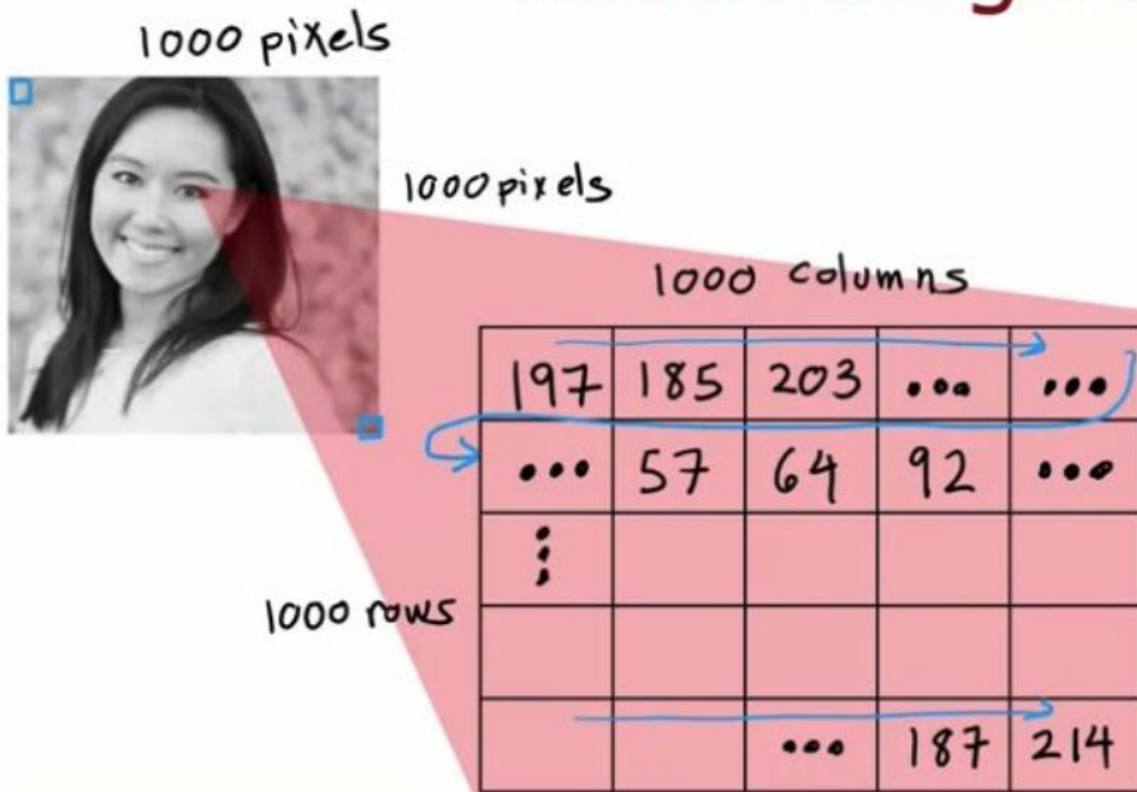 1000 pixels
1000 pixels
1000 columns
197 185 203 ... ...
... 57 64 92 ...
⋮
1000 rows
... 187 214